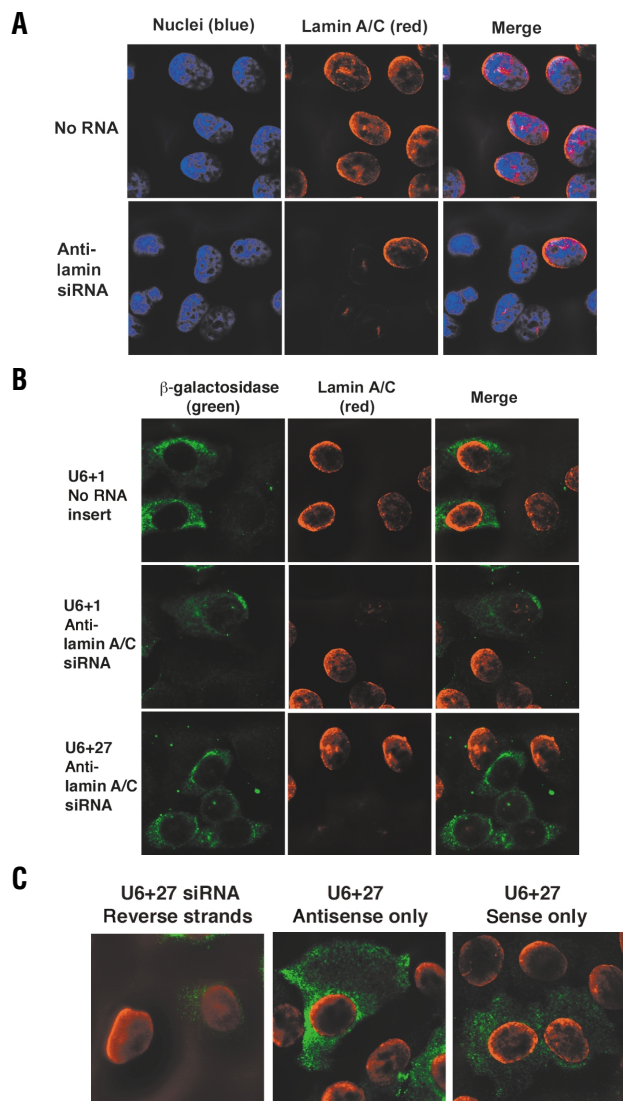 A
Nuclei (blue)
Lamin A/C (red)
Merge
No RNA
Anti-
lamin
siRNA
B
β-galactosidase
(green)
Lamin A/C
(red)
Merge
U6+1
No RNA
insert
U6+1
Anti-
lamin A/C
siRNA
U6+27
Anti-
lamin A/C
siRNA
C
U6+27 siRNA
Reverse strands
U6+27
Antisense only
U6+27
Sense only